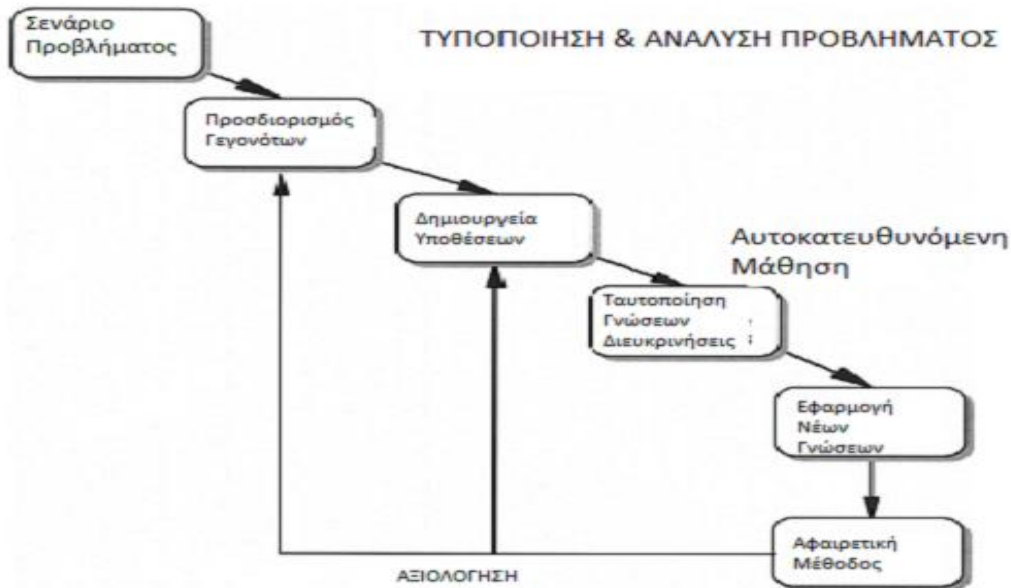 Σενάριο
Προβλήματος
ΤΥΠΟΠΟΙΗΣΗ & ΑΝΑΛΥΣΗ ΠΡΟΒΛΗΜΑΤΟΣ
Προσδιορισμός
Γεγονότων
Δημιουργεία
Υποθέσεων
Αυτοκατευθυνόμενη
Μάθηση
Ταυτοποίηση
Γνώσεων
Διευκρινήσεις
Εφαρμογή
Νέων
Γνώσεων
Αφαιρετική
Μέθοδος
ΑΞΙΟΛΟΓΗΣΗ